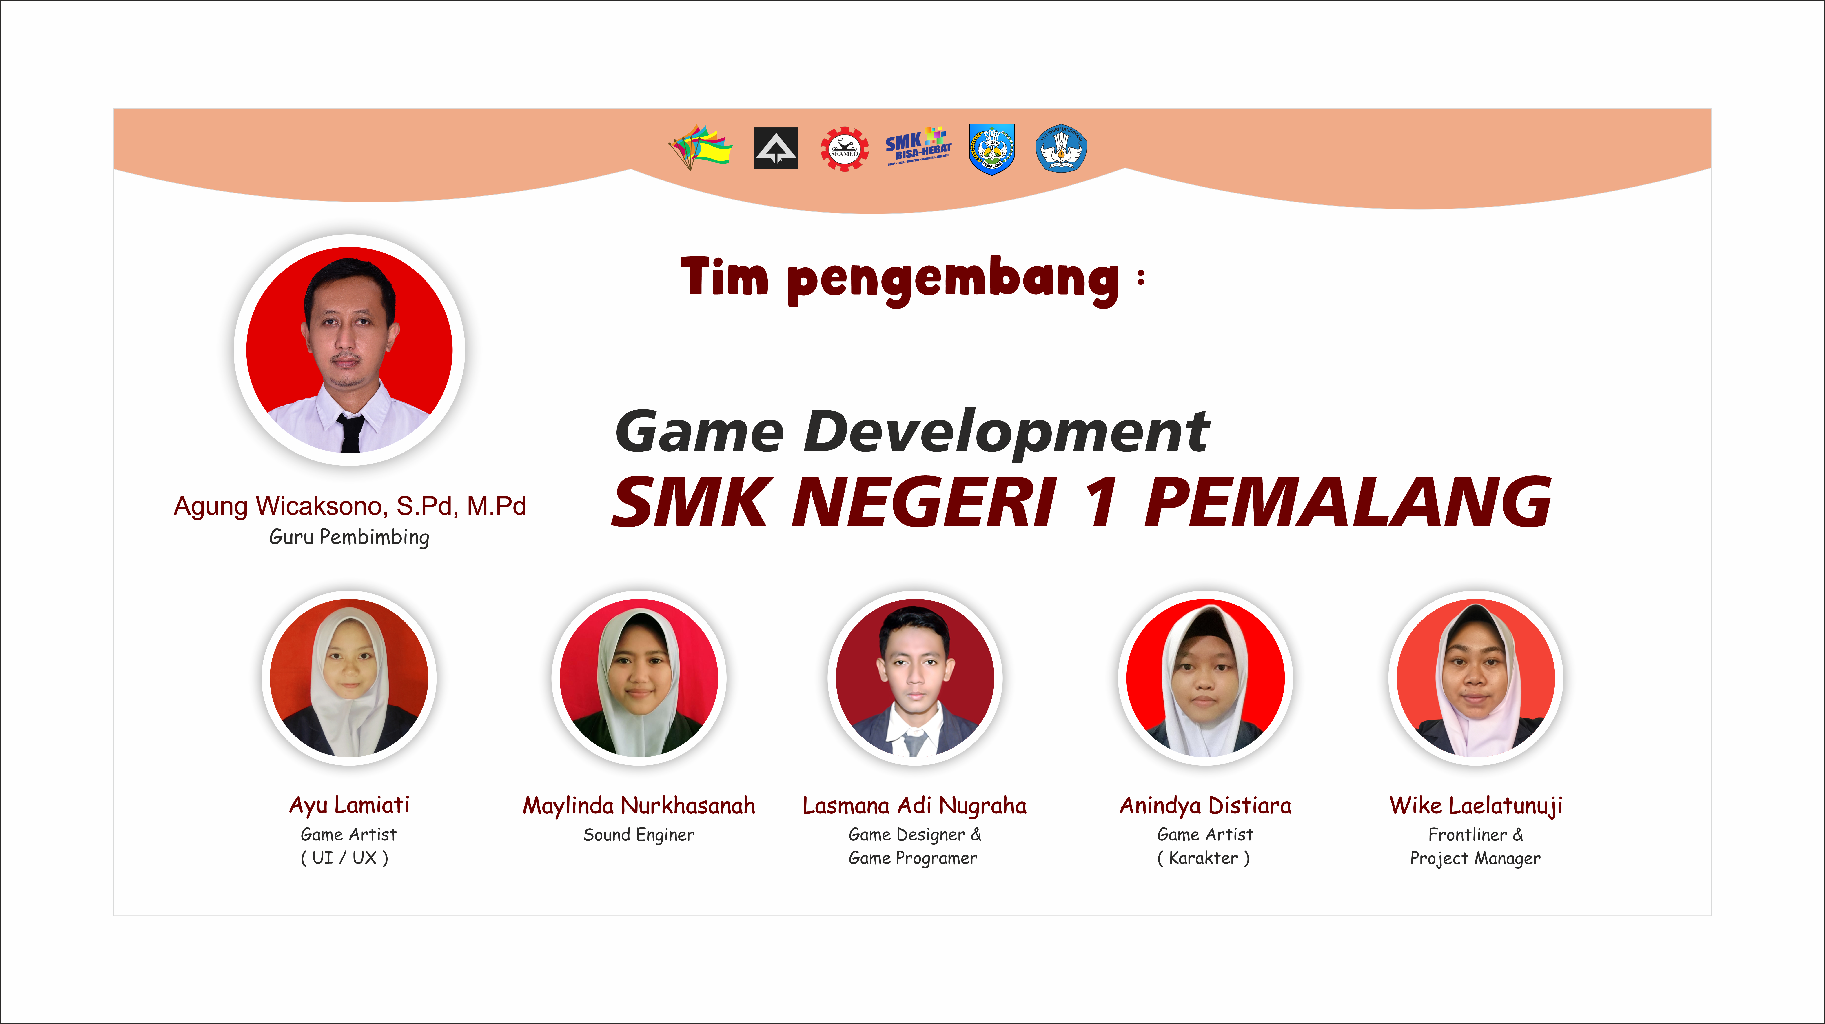 SMK
BISA-HEBAT
Tim pengembang :
Game Development
SMK NEGERI 1 PEMALANG
Agung Wicaksono, S.Pd, M.Pd
Guru Pembimbing
Ayu Lamiati
Game Artist
( UI / UX )
Maylinda Nurkhasanah
Sound Enginer
Lasmana Adi Nugraha
Game Designer &
Game Programer
Anindya Distiara
Game Artist
( Karakter )
Wike Laelatunuji
Frontliner &
Project Manager